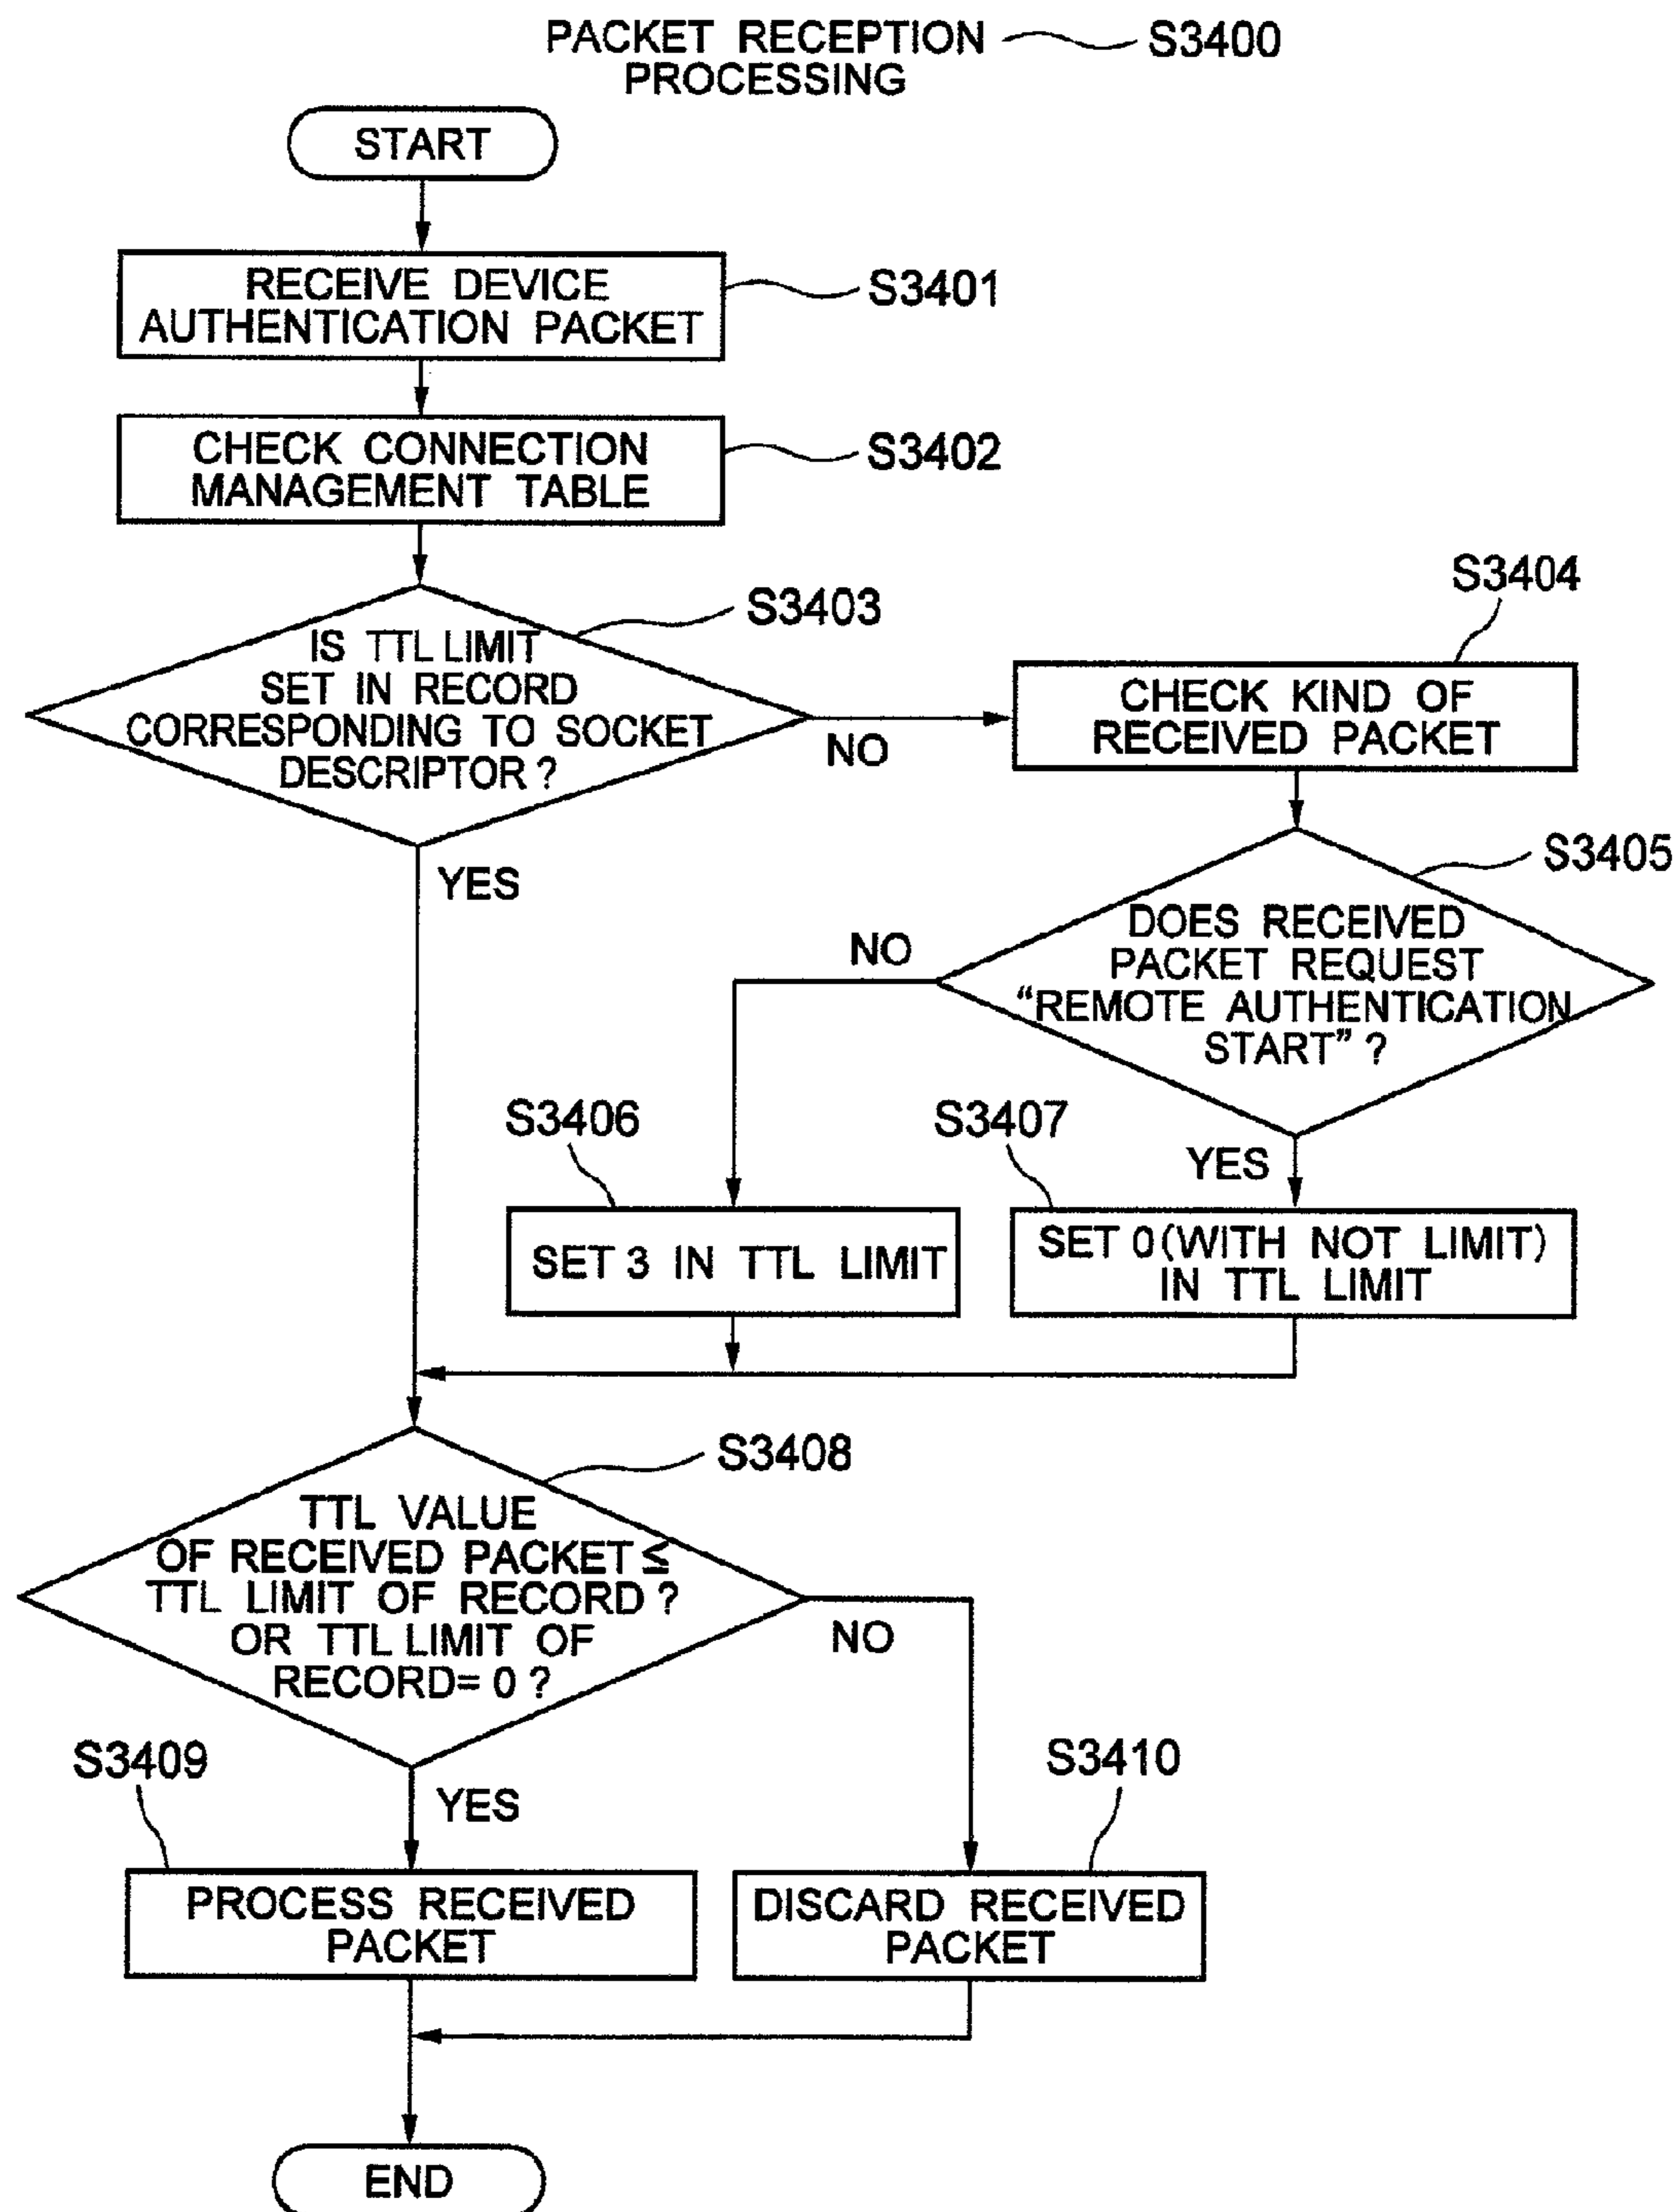 PACKET RECEPTION
PROCESSING
S3400
START
RECEIVE DEVICE
AUTHENTICATION PACKET
S3401
CHECK CONNECTION
MANAGEMENT TABLE
S3402
IS TTL LIMIT
SET IN RECORD
CORRESPONDING TO SOCKET
DESCRIPTOR ?
S3403
NO
YES
S3404
CHECK KIND OF
RECEIVED PACKET
S3405
DOES RECEIVED
PACKET REQUEST
“REMOTE AUTHENTICATION
START” ?
NO
YES
S3406
SET 3 IN TTL LIMIT
S3407
SET 0 (WITH NOT LIMIT)
IN TTL LIMIT
S3408
TTL VALUE
OF RECEIVED PACKET ≤
TTL LIMIT OF RECORD ?
OR TTL LIMIT OF
RECORD= 0 ?
NO
YES
S3409
PROCESS RECEIVED
PACKET
S3410
DISCARD RECEIVED
PACKET
END